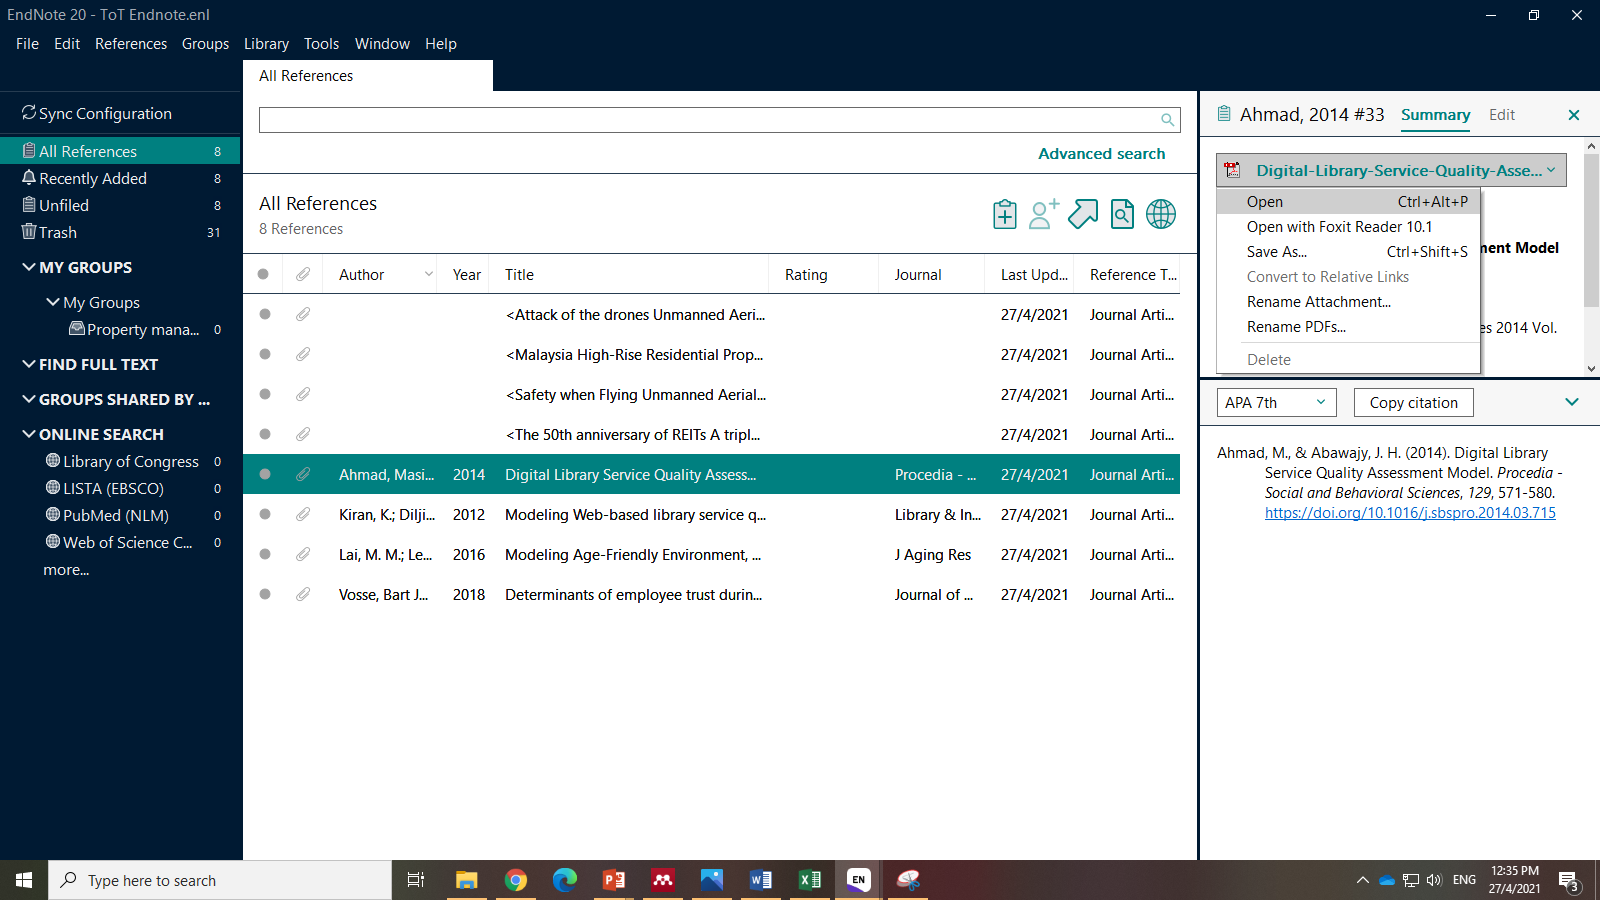 EndNote 20 - ToT Endnote.enl
File Edit References Groups Library Tools Window Help
Sync Configuration
All References 8
Recently Added 8
Unfiled 8
Trash 31
MY GROUPS
My Groups
Property mana... 0
FIND FULL TEXT
GROUPS SHARED BY ...
ONLINE SEARCH
Library of Congress 0
LISTA (EBSCO) 0
PubMed (NLM) 0
Web of Science C... 0
more...
All References
Advanced search
All References
8 References
Author Year Title Rating Journal Last Upd... Reference T...
<Attack of the drones Unmanned Aeri... 27/4/2021 Journal Arti...
<Malaysia High-Rise Residential Prop... 27/4/2021 Journal Arti...
<Safety when Flying Unmanned Aerial... 27/4/2021 Journal Arti...
<The 50th anniversary of REITs A tripl... 27/4/2021 Journal Arti...
Ahmad, Masi... 2014 Digital Library Service Quality Assess... Procedia - ... 27/4/2021 Journal Arti...
Kiran, K.; Dilji... 2012 Modeling Web-based library service q... Library & In... 27/4/2021 Journal Arti...
Lai, M. M.; Le... 2016 Modeling Age-Friendly Environment, ... J Aging Res 27/4/2021 Journal Arti...
Vosse, Bart J... 2018 Determinants of employee trust durin... Journal of ... 27/4/2021 Journal Arti...
Ahmad, 2014 #33 Summary Edit
Digital-Library-Service-Quality-Asse...
Open Ctrl+Alt+P
Open with Foxit Reader 10.1
Save As... Ctrl+Shift+S
Convert to Relative Links
Rename Attachment...
Rename PDFs...
Delete
ment Model
es 2014 Vol.
APA 7th Copy citation
Ahmad, M., & Abawajy, J. H. (2014). Digital Library
Service Quality Assessment Model. Procedia -
Social and Behavioral Sciences, 129, 571-580.
https://doi.org/10.1016/j.sbspro.2014.03.715
Type here to search
EN
ENG
12:35 PM
27/4/2021
3